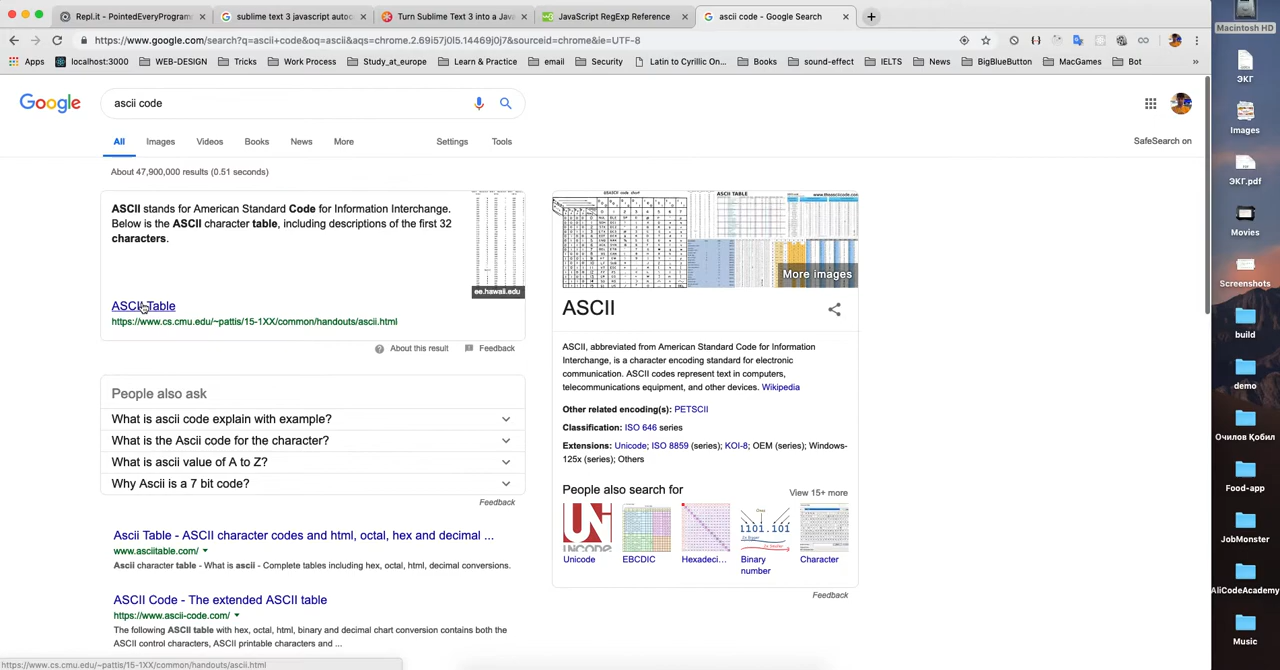 Repl.it - PointedEveryProgram
sublime text 3 javascript autoc
Turn Sublime Text 3 into a Java
JavaScript RegExp Reference
ascii code - Google Search
https://www.google.com/search?q=ascii+code&oq=ascii&aqs=chrome.2.69i57j0l5.14469j0j7&sourceid=chrome&ie=UTF-8
Apps localhost:3000 WEB-DESIGN Tricks Work Process Study_at_europe Learn & Practice email Security Latin to Cyrillic On... Books sound-effect IELTS News BigBlueButton MacGames Bot »
Google
ascii code
All Images Videos Books News More Settings Tools
SafeSearch on
About 47,900,000 results (0.51 seconds)
ASCII stands for American Standard Code for Information Interchange.
Below is the ASCII character table, including descriptions of the first 32
characters.
ee.hawaii.edu
ASCII Table
https://www.cs.cmu.edu/~pattis/15-1XX/common/handouts/ascii.html
About this result Feedback
People also ask
What is ascii code explain with example?
What is the Ascii code for the character?
What is ascii value of A to Z?
Why Ascii is a 7 bit code?
Feedback
Ascii Table - ASCII character codes and html, octal, hex and decimal ...
www.asciitable.com/
Ascii character table - What is ascii - Complete tables including hex, octal, html, decimal conversions.
ASCII Code - The extended ASCII table
https://www.ascii-code.com/
The following ASCII table with hex, octal, html, binary and decimal chart conversion contains both the
ASCII control characters, ASCII printable characters and ...
https://www.cs.cmu.edu/~pattis/15-1XX/common/handouts/ascii.html
USASCII code chart
ASCII TABLE
More images
ASCII
ASCII, abbreviated from American Standard Code for Information
Interchange, is a character encoding standard for electronic
communication. ASCII codes represent text in computers,
telecommunications equipment, and other devices. Wikipedia
Other related encoding(s): PETSCII
Classification: ISO 646 series
Extensions: Unicode; ISO 8859 (series); KOI-8; OEM (series); Windows-
125x (series); Others
People also search for
View 15+ more
UNICODE
1101.101
Unicode
EBCDIC
Hexadeci...
Binary
number
Character
Feedback
Macintosh HD
ЭКГ
Images
ЭКГ.pdf
Movies
Screenshots
build
demo
Очилов Қобил
Food-app
JobMonster
AliCodeAcademy
Music